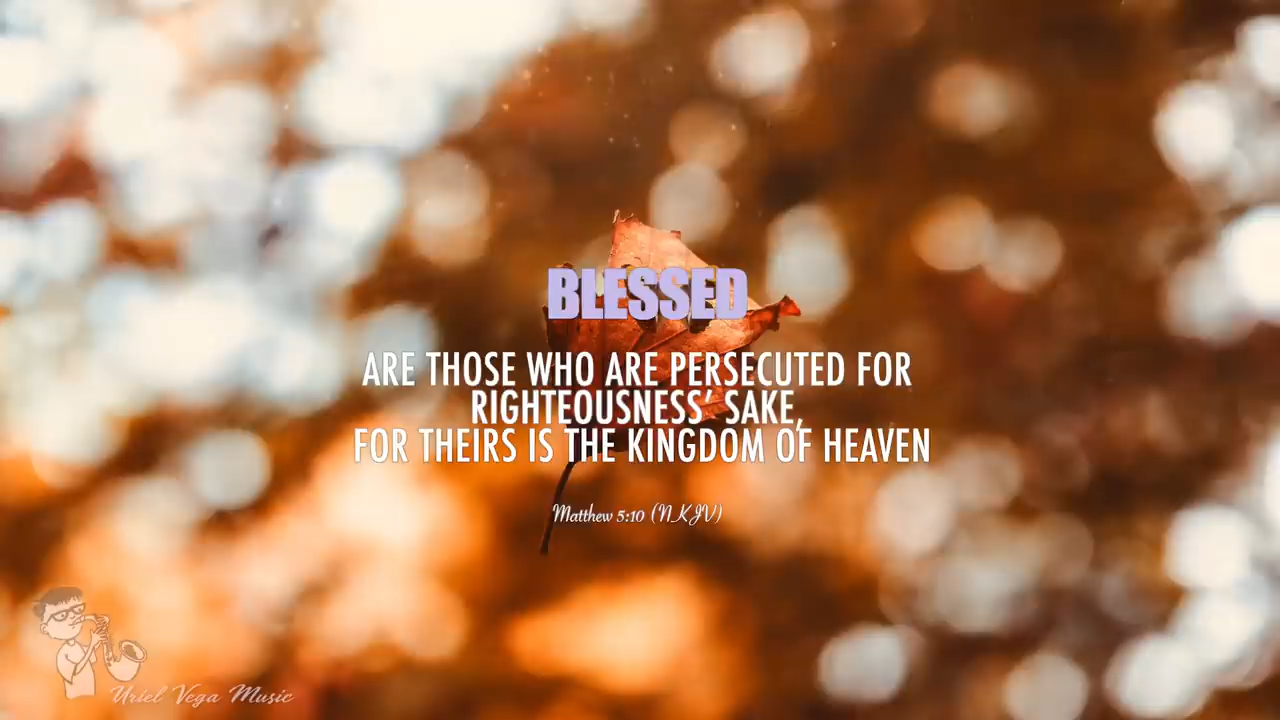 BLESSED
ARE THOSE WHO ARE PERSECUTED FOR
RIGHTEOUSNESS’ SAKE,
FOR THEIRS IS THE KINGDOM OF HEAVEN
Matthew 5:10 (NKJV)
Uriel Vega Music